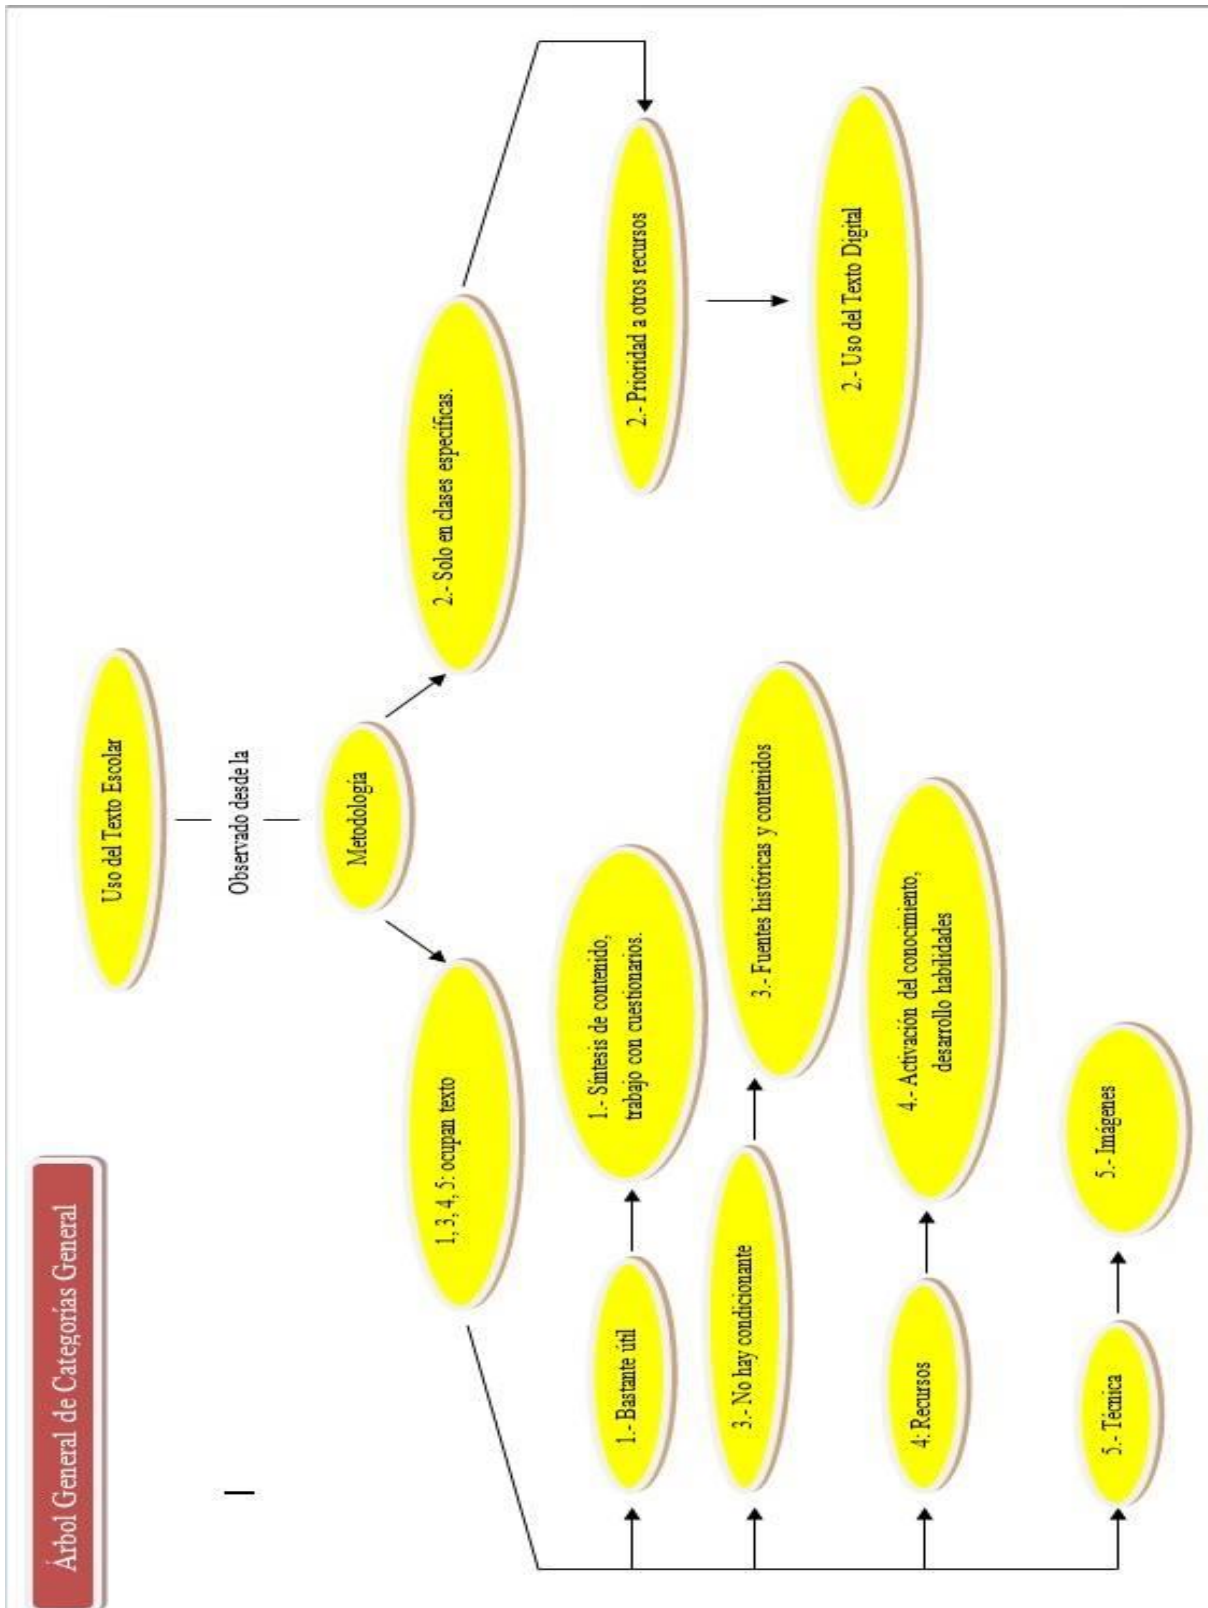 Árbol General de Categorías General
Uso del Texto Escolar
Observado desde la
Metodología
1, 3, 4, 5: ocupan texto
2.- Solo en clases específicas.
1.- Bastante útil
1.- Síntesis de contenido,
trabajo con cuestionarios.
2.- Prioridad a otros recursos
3.- No hay condicionante
3.- Fuentes históricas y contenidos
2.- Uso del Texto Digital
4: Recursos
4.- Activación del conocimiento,
desarrollo habilidades
5.- Técnica
5.- Imágenes